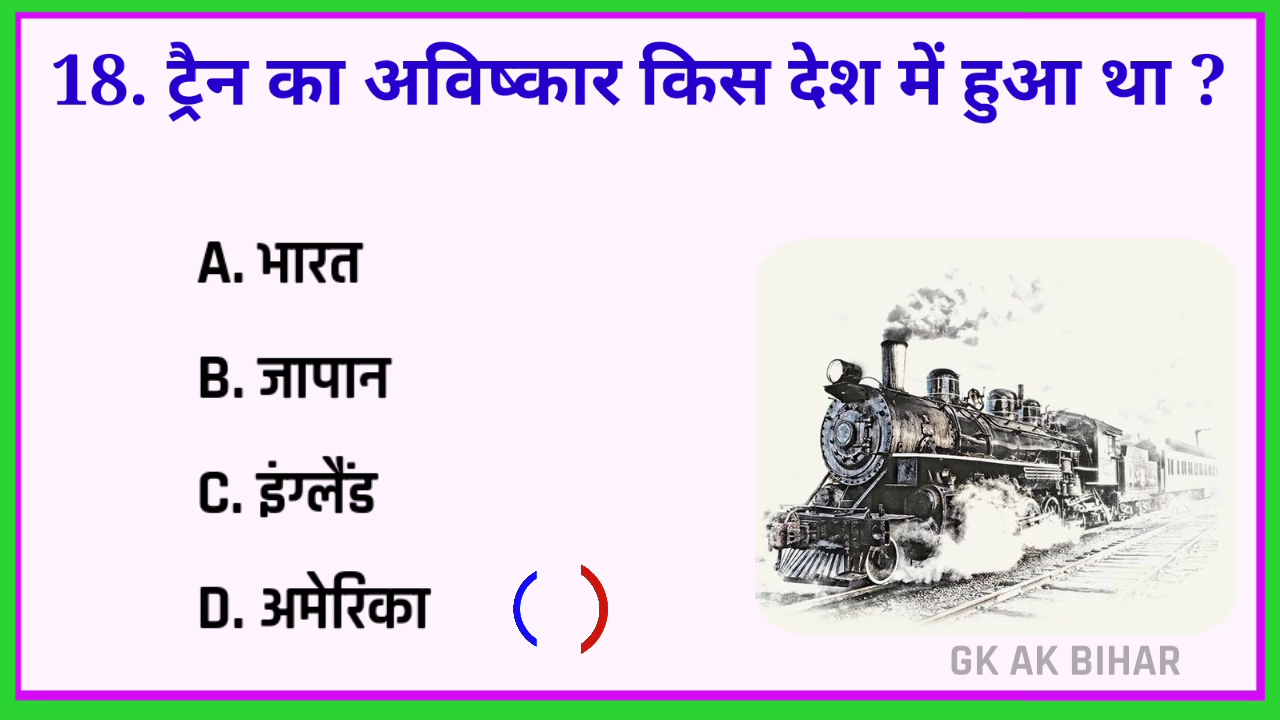 18. ट्रैन का अविष्कार किस देश में हुआ था ?
A. भारत
B. जापान
C. इंग्लैंड
D. अमेरिका
GK AK BIHAR